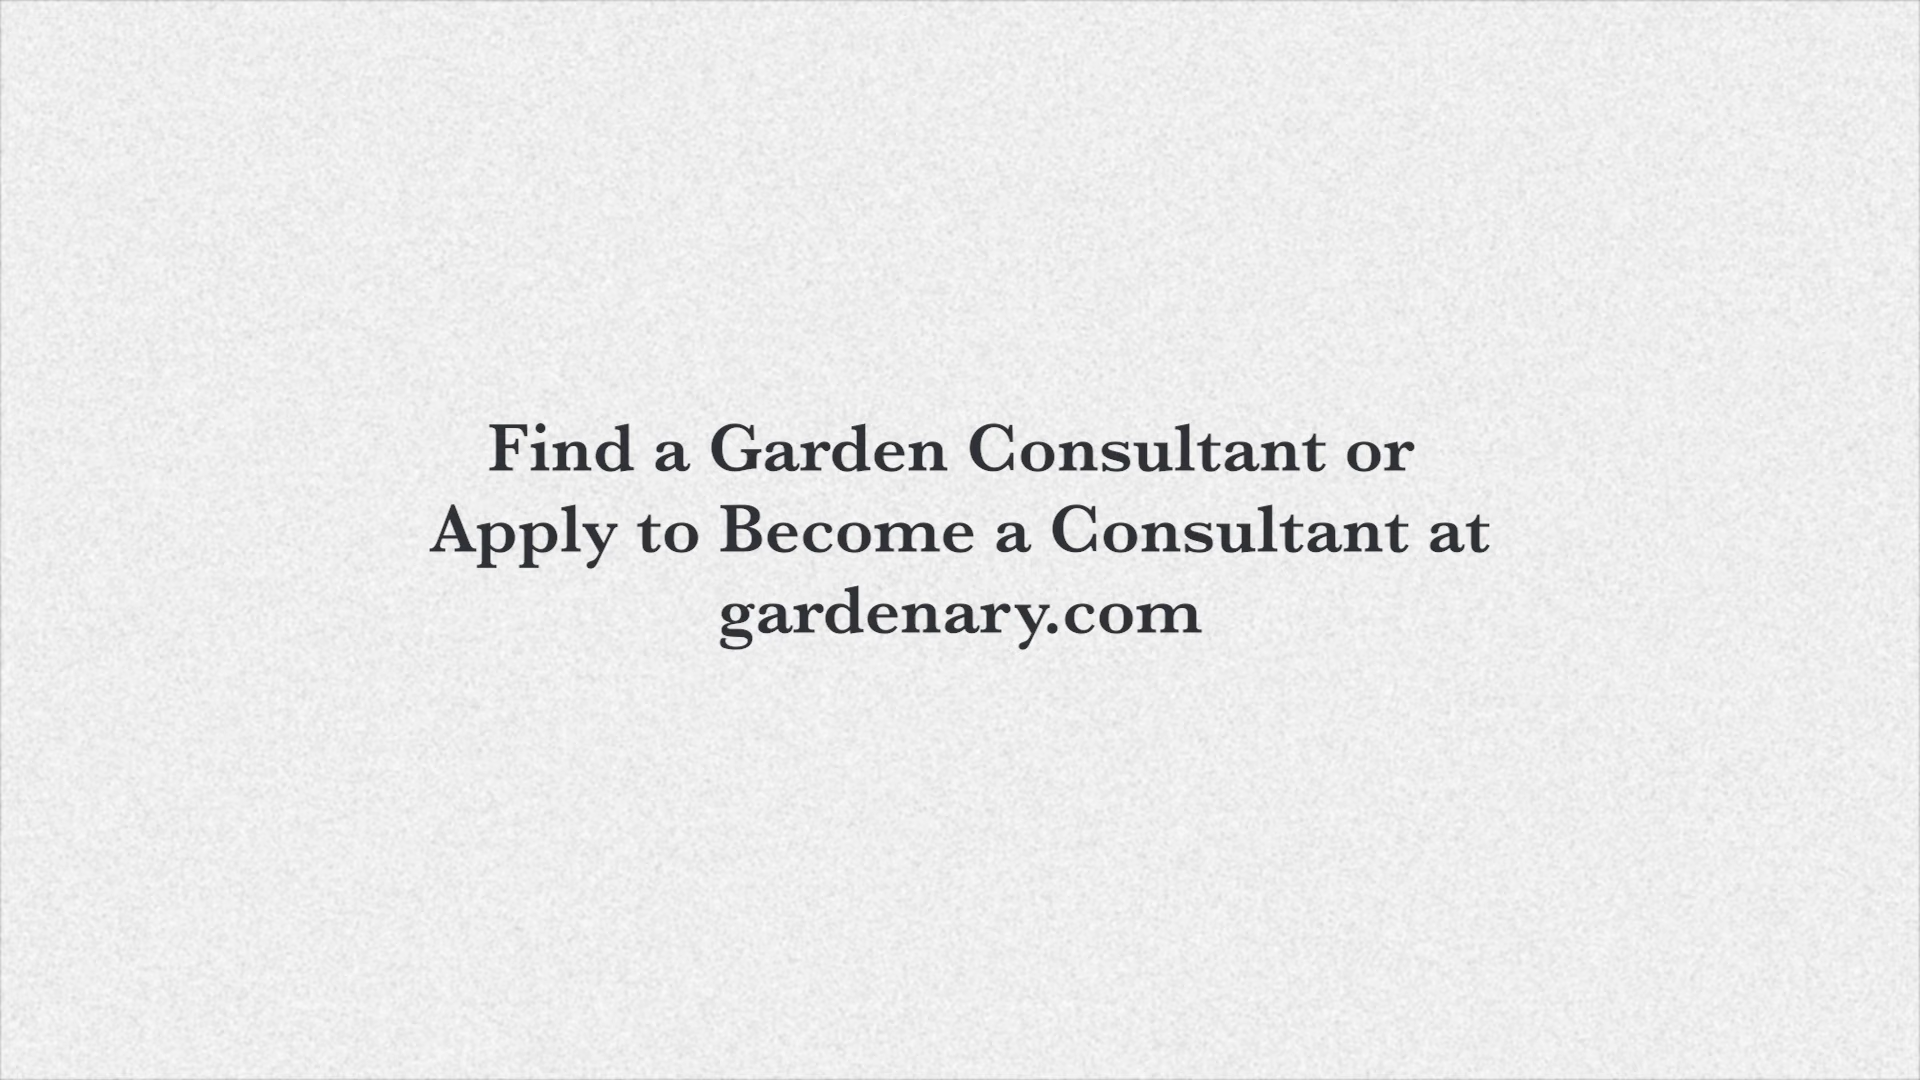 Find a Garden Consultant or
Apply to Become a Consultant at
gardenary.com